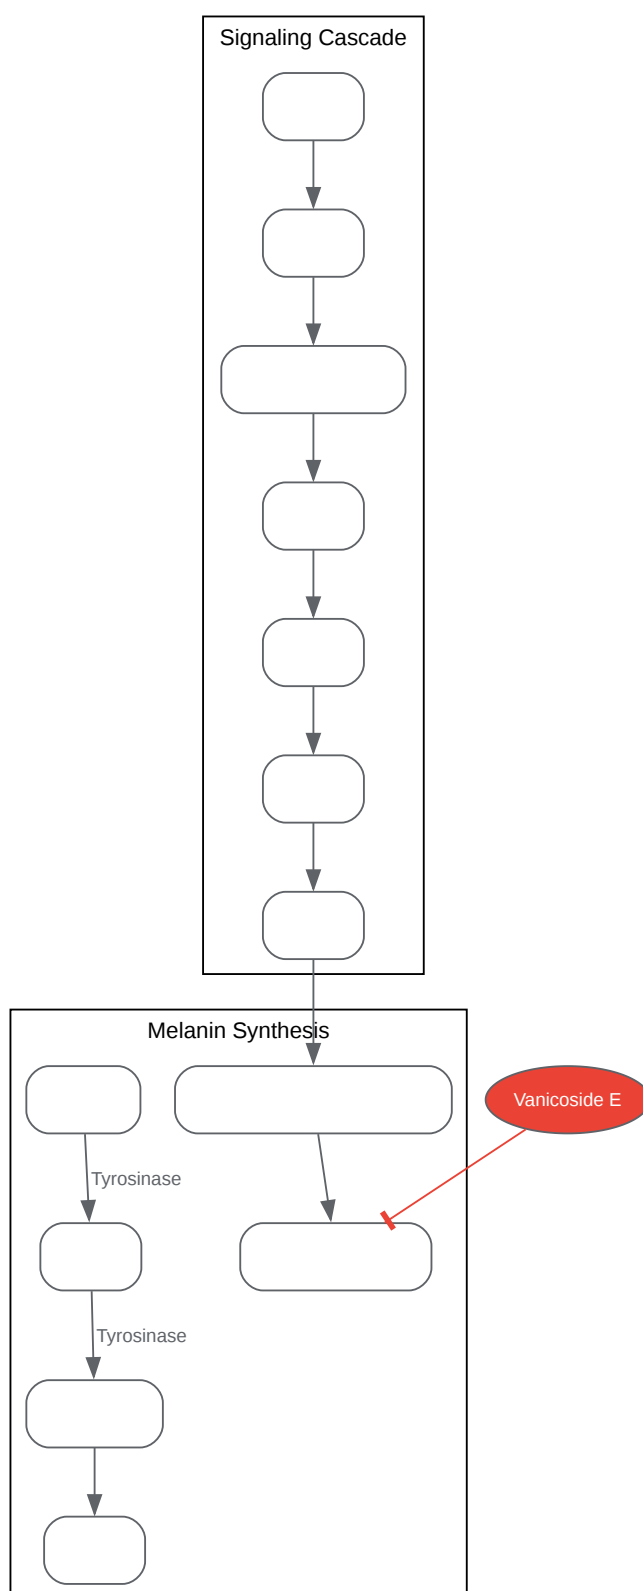 Signaling Cascade
Melanin Synthesis
Vanicoside E
Tyrosinase
Tyrosinase